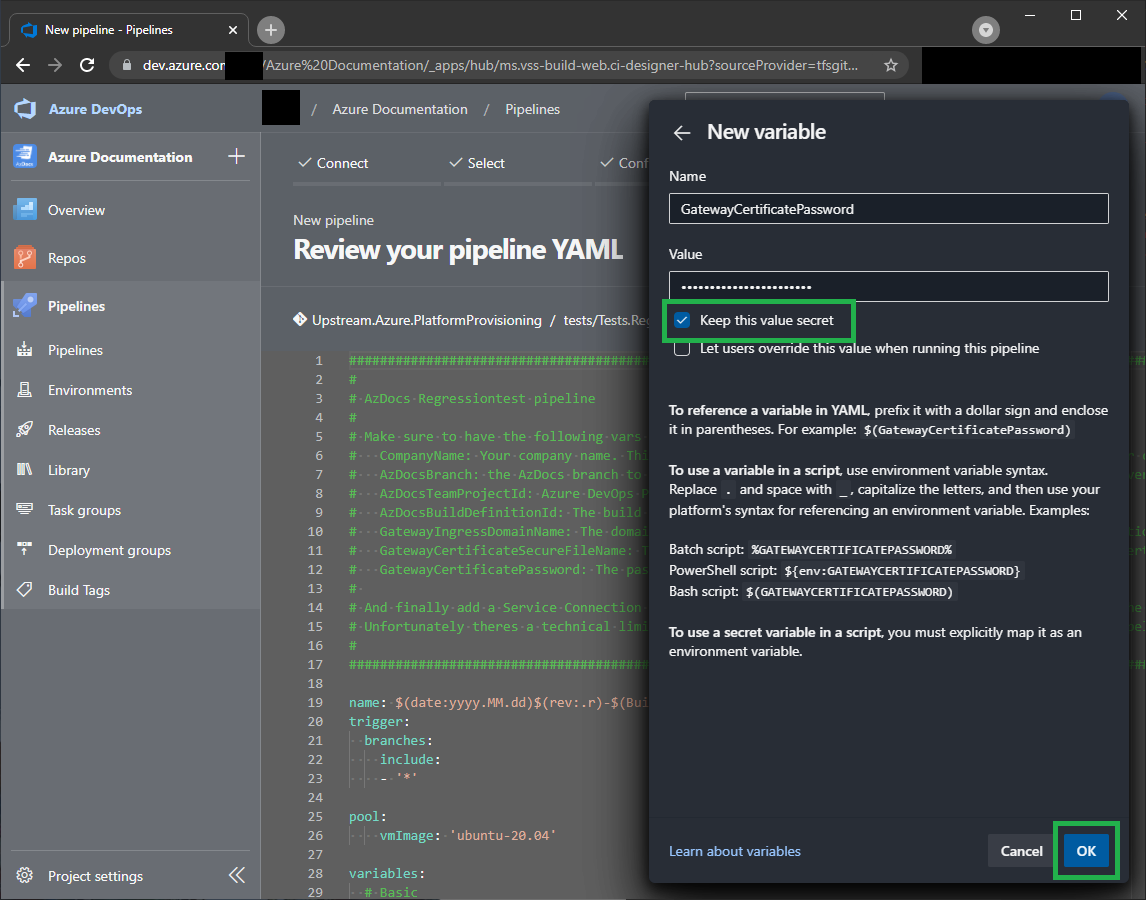 New pipeline - Pipelines
dev.azure.com /Azure%20Documentation/_apps/hub/ms.vss-build-web.ci-designer-hub?sourceProvider=tfsgit...
Azure DevOps
/ Azure Documentation / Pipelines
Azure Documentation
Overview
Repos
Pipelines
Pipelines
Environments
Releases
Library
Task groups
Deployment groups
Build Tags
Project settings
Connect
Select
Conf
New pipeline
Review your pipeline YAML
Upstream.Azure.PlatformProvisioning / tests/Tests.Reg
1 #######################################
2 #
3 # AzDocs Regressiontest pipeline
4 #
5 # Make sure to have the following vars
6 #   CompanyName: Your company name. Thi
7 #   AzDocsBranch: the AzDocs branch to
8 #   AzDocsTeamProjectId: Azure DevOps P
9 #   AzDocsBuildDefinitionId: The build
10 #   GatewayIngressDomainName: The domai
11 #   GatewayCertificateSecureFileName: T
12 #   GatewayCertificatePassword: The pas
13 #
14 # And finally add a Service Connection
15 # Unfortunately theres a technical limi
16 #
17 #######################################
18
19 name: $(date:yyyy.MM.dd)$(rev:.r)-$(Bui
20 trigger:
21   branches:
22     include:
23     - '*'
24
25 pool:
26     vmImage: 'ubuntu-20.04'
27
28 variables:
29   # Basic
New variable
Name
GatewayCertificatePassword
Value
•••••••••••••••••••••••
Keep this value secret
Let users override this value when running this pipeline
To reference a variable in YAML, prefix it with a dollar sign and enclose
it in parentheses. For example: $(GatewayCertificatePassword)
To use a variable in a script, use environment variable syntax.
Replace . and space with _, capitalize the letters, and then use your
platform's syntax for referencing an environment variable. Examples:
Batch script: %GATEWAYCERTIFICATEPASSWORD%
PowerShell script: ${env:GATEWAYCERTIFICATEPASSWORD}
Bash script: $(GATEWAYCERTIFICATEPASSWORD)
To use a secret variable in a script, you must explicitly map it as an
environment variable.
Learn about variables
Cancel
OK